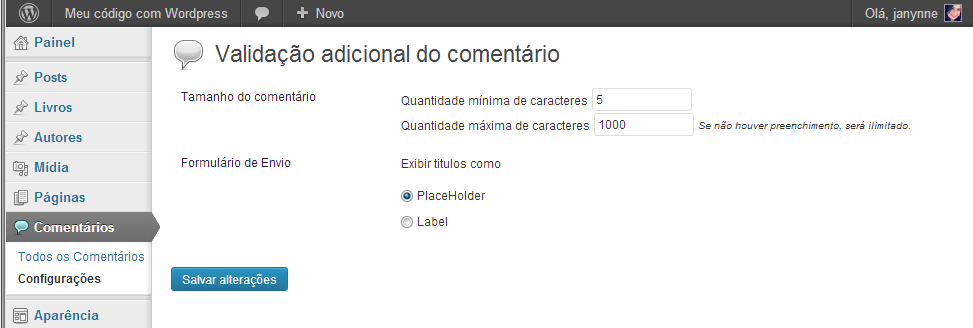 Meu código com Wordpress
Novo
Olá, janynne
Painel
Posts
Livros
Autores
Mídia
Páginas
Comentários
Todos os Comentários
Configurações
Aparência
Validação adicional do comentário
Tamanho do comentário
Quantidade mínima de caracteres 5
Quantidade máxima de caracteres 1000 Se não houver preenchimento, será ilimitado.
Formulário de Envio
Exibir titulos como
PlaceHolder
Label
Salvar alterações